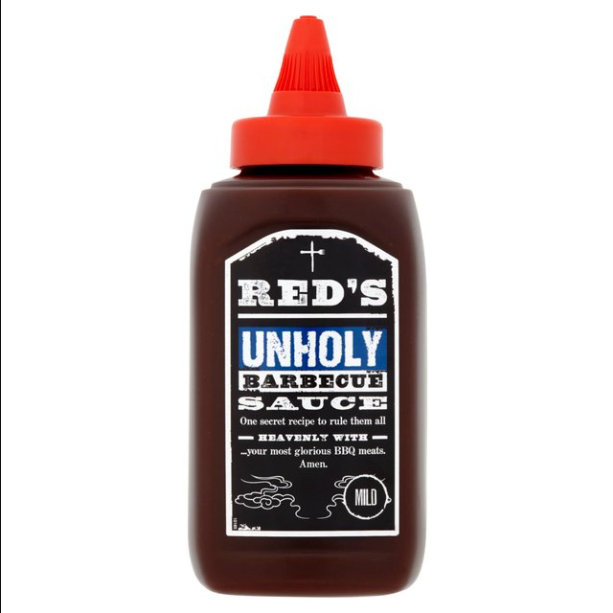 RED'S
UNHOLY
BARBECUE
SAUCE
One secret recipe to rule them all
HEAVENLY WITH
...your most glorious BBQ meats.
Amen.
MILD